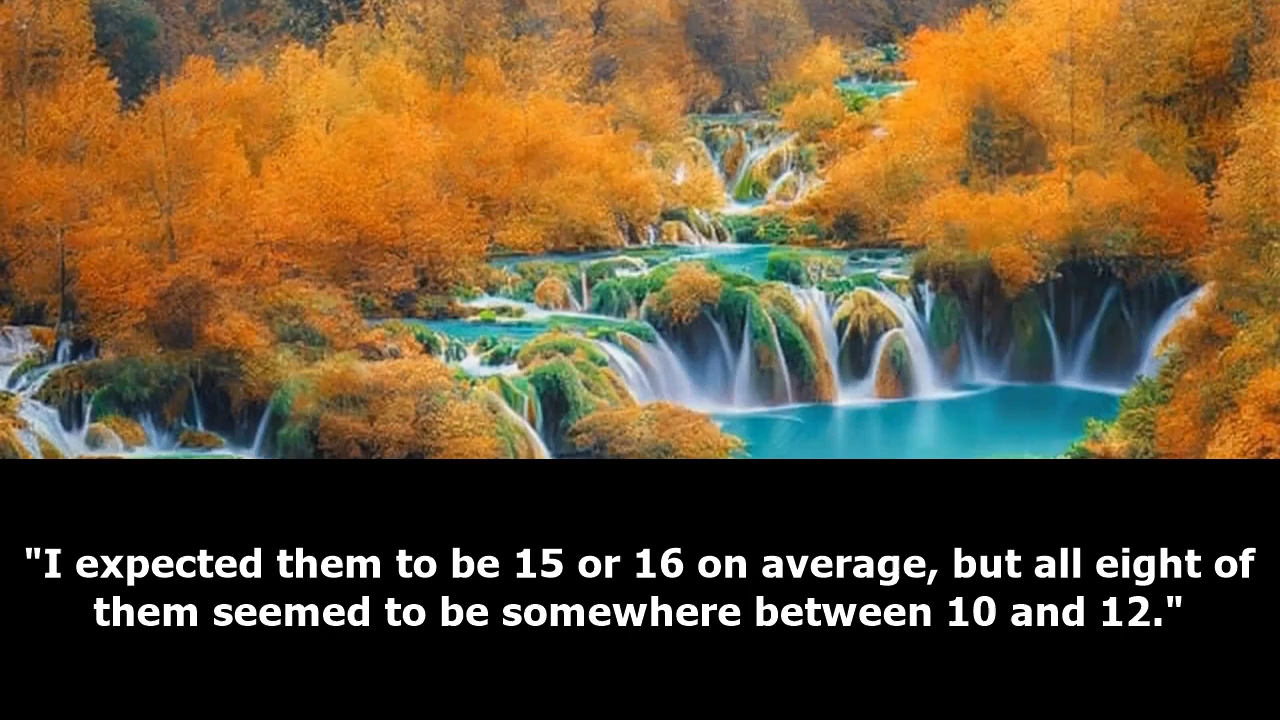 "I expected them to be 15 or 16 on average, but all eight of
them seemed to be somewhere between 10 and 12."